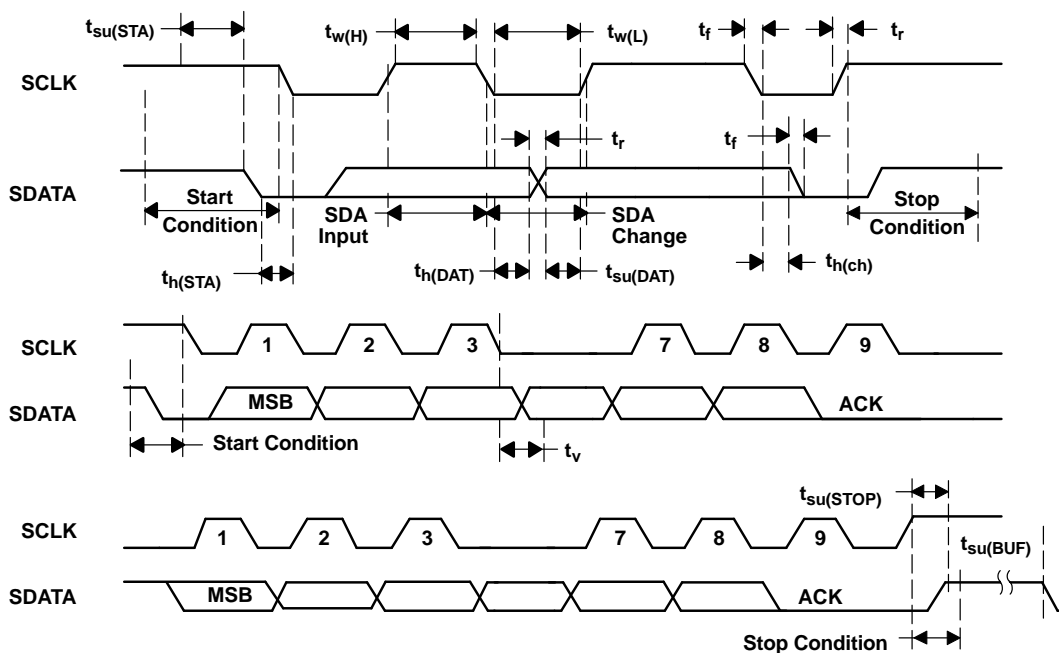 tsu(STA) tw(H) tw(L) tf tr
SCLK
tr tf
SDATA
Start Condition SDA Input SDA Change Stop Condition
th(STA) th(DAT) tsu(DAT) th(ch)
SCLK 1 2 3 7 8 9
SDATA MSB ACK
Start Condition tv
tsu(STOP)
SCLK 1 2 3 7 8 9
tsu(BUF)
SDATA MSB ACK
Stop Condition